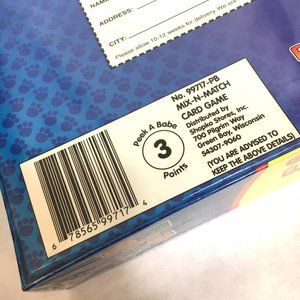 ADDRESS:
CITY:
Please allow 10-12 weeks for delivery. We are
Peek A Babe
3
Points
No. 99717-PB
MIX-N-MATCH
CARD GAME
Distributed by
Shopko Stores, Inc.
700 Pilgrim Way
Green Bay, Wisconsin
54307-9060
(YOU ARE ADVISED TO
KEEP THE ABOVE DETAILS)
6 78565 99717 4